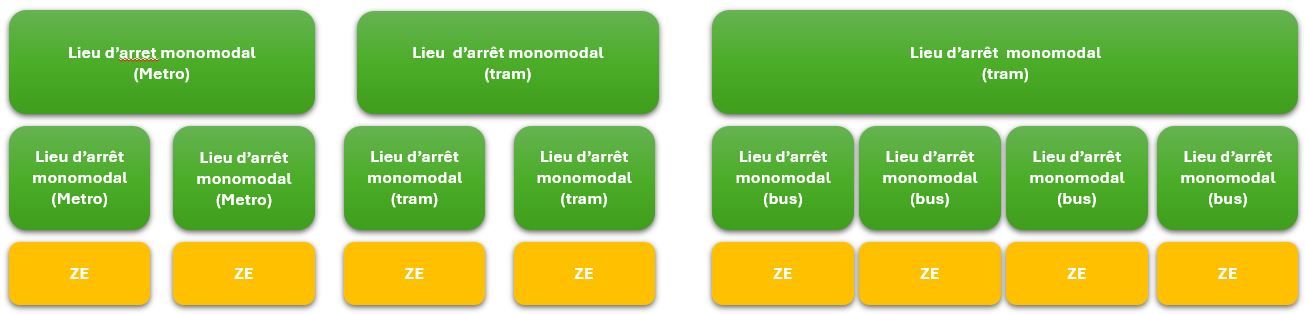 Lieu d’arret monomodal
(Metro)
Lieu d’arrêt monomodal
(tram)
Lieu d’arrêt monomodal
(tram)
Lieu d’arrêt
monomodal
(Metro)
Lieu d’arrêt
monomodal
(Metro)
Lieu d’arrêt
monomodal
(tram)
Lieu d’arrêt
monomodal
(tram)
Lieu d’arrêt
monomodal
(bus)
Lieu d’arrêt
monomodal
(bus)
Lieu d’arrêt
monomodal
(bus)
Lieu d’arrêt
monomodal
(bus)
ZE
ZE
ZE
ZE
ZE
ZE
ZE
ZE